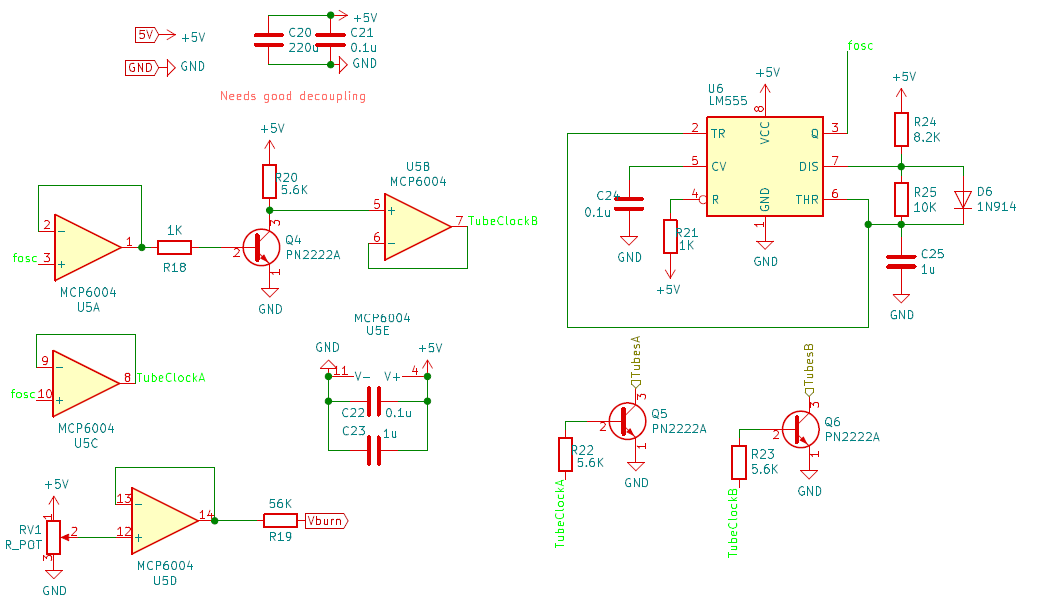 5V
+5V
GND
GND
C20
220u
C21
0.1u
+5V
GND
Needs good decoupling
+5V
R20
5.6K
U5B
MCP6004
5
+
6
−
7
TubeClockB
2
−
fosc
3
+
1
MCP6004
U5A
1K
R18
2
3
1
Q4
PN2222A
GND
9
−
fosc
10
+
8
TubeClockA
MCP6004
U5C
MCP6004
U5E
GND
+5V
11
V−
V+
4
C22
0.1u
C23
1u
+5V
RV1
R_POT
1
2
3
GND
13
−
12
+
14
MCP6004
U5D
56K
R19
Vburn
fosc
U6
LM555
+5V
8
VCC
2
TR
5
CV
4
R
3
Q
7
DIS
6
THR
GND
1
GND
C24
0.1u
GND
R21
1K
+5V
+5V
R24
8.2K
R25
10K
D6
1N914
C25
1u
GND
TubesA
3
2
1
Q5
PN2222A
GND
R22
5.6K
TubeClockA
TubesB
3
2
1
Q6
PN2222A
GND
R23
5.6K
TubeClockB